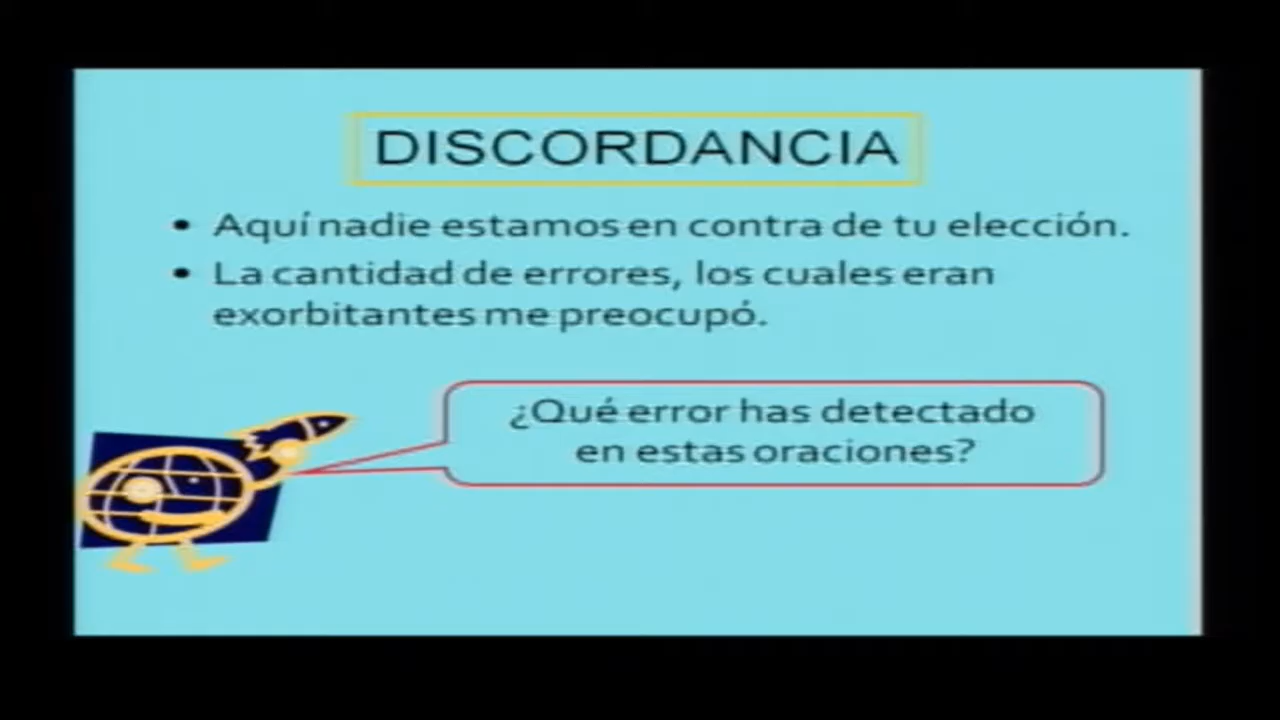 DISCORDANCIA
• Aquí nadie estamos en contra de tu elección.
• La cantidad de errores, los cuales eran
exorbitantes me preocupó.
¿Qué error has detectado
en estas oraciones?